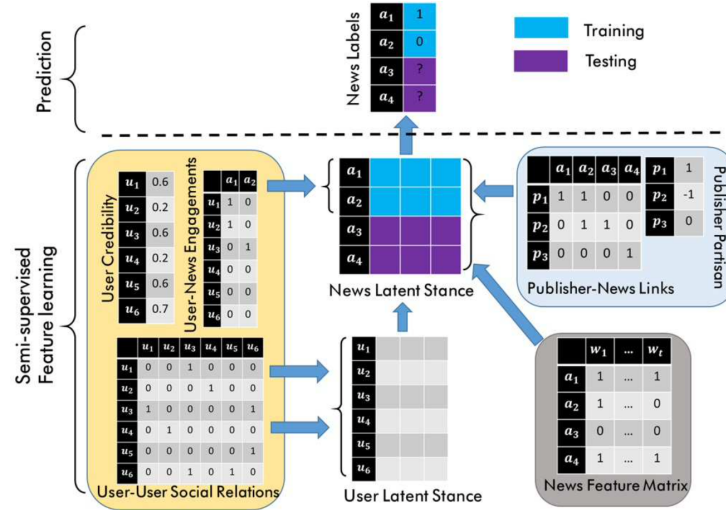 Prediction
News Labels
a1 1
a2 0
a3 ?
a4 ?
Training
Testing
Semi-supervised
Feature learning
User Credibility
u1 0.6
u2 0.2
u3 0.6
u4 0.2
u5 0.6
u6 0.7
User-News Engagements
a1 a2
u1 1 0
u2 1 0
u3 0 1
u4 0 0
u5 0 0
u6 0 0
u1 u2 u3 u4 u5 u6
u1 0 0 1 0 0 0
u2 0 0 0 1 0 0
u3 1 0 0 0 0 1
u4 0 1 0 0 0 0
u5 0 0 0 0 0 1
u6 0 0 1 0 1 0
User-User Social Relations
a1
a2
a3
a4
News Latent Stance
u1
u2
u3
u4
u5
u6
User Latent Stance
a1 a2 a3 a4
p1 1 1 0 0
p2 0 1 1 0
p3 0 0 0 1
Publisher-News Links
p1 1
p2 -1
p3 0
Publisher Partisan
w1 ... wt
a1 1 ... 1
a2 1 ... 0
a3 0 ... 0
a4 1 ... 1
News Feature Matrix